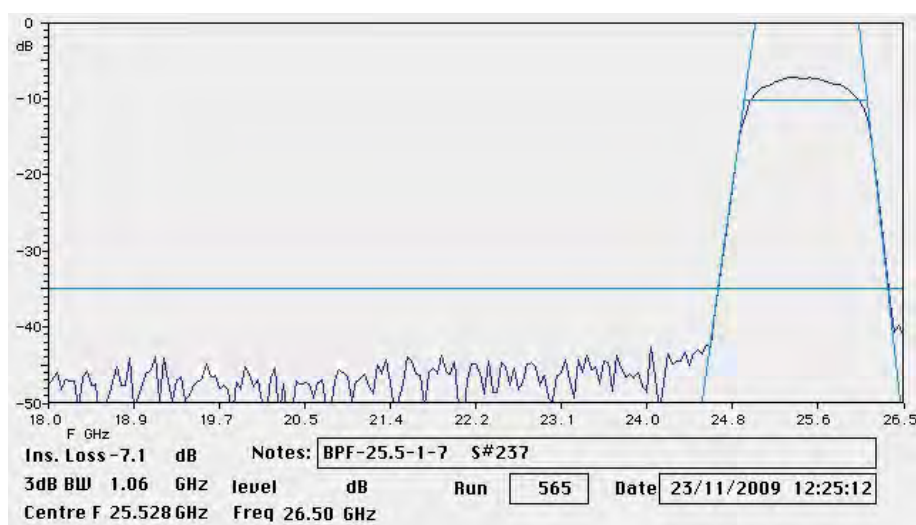 0
dB
-10
-20
-30
-40
-50
18.0 18.9 19.7 20.5 21.4 22.2 23.1 24.0 24.8 25.6 26.5
F GHz
Ins. Loss -7.1 dB Notes: BPF-25.5-1-7 S#237
3dB BW 1.06 GHz level dB Run 565 Date 23/11/2009 12:25:12
Centre F 25.528 GHz Freq 26.50 GHz